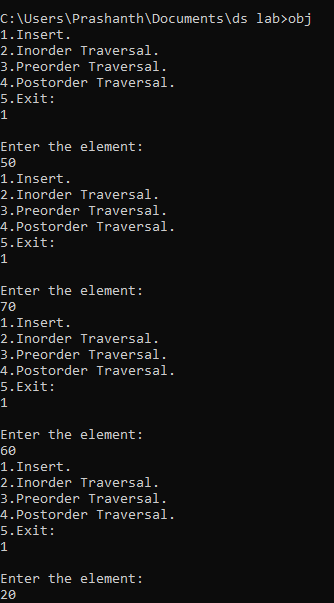 C:\Users\Prashanth\Documents\ds lab>obj
1.Insert.
2.Inorder Traversal.
3.Preorder Traversal.
4.Postorder Traversal.
5.Exit:
1

Enter the element:
50
1.Insert.
2.Inorder Traversal.
3.Preorder Traversal.
4.Postorder Traversal.
5.Exit:
1

Enter the element:
70
1.Insert.
2.Inorder Traversal.
3.Preorder Traversal.
4.Postorder Traversal.
5.Exit:
1

Enter the element:
60
1.Insert.
2.Inorder Traversal.
3.Preorder Traversal.
4.Postorder Traversal.
5.Exit:
1

Enter the element:
20